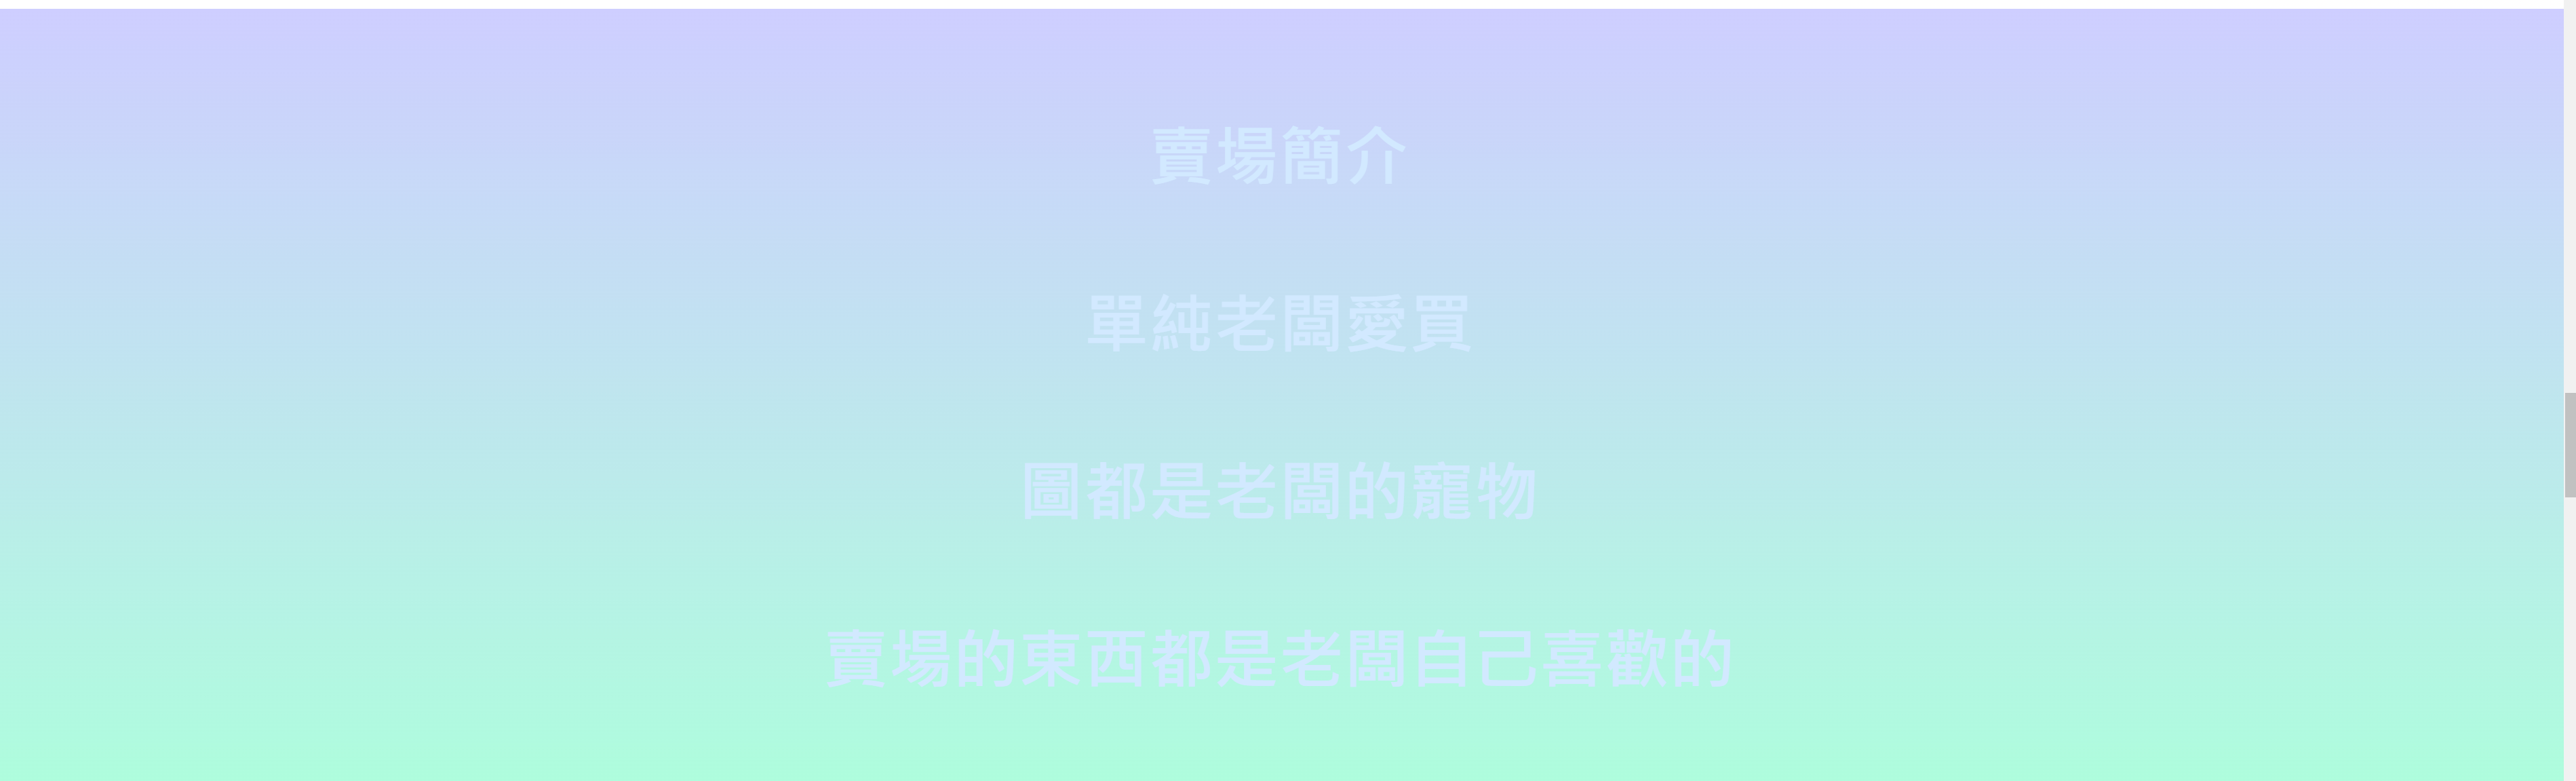 賣場簡介
單純老闆愛買
圖都是老闆的寵物
賣場的東西都是老闆自己喜歡的